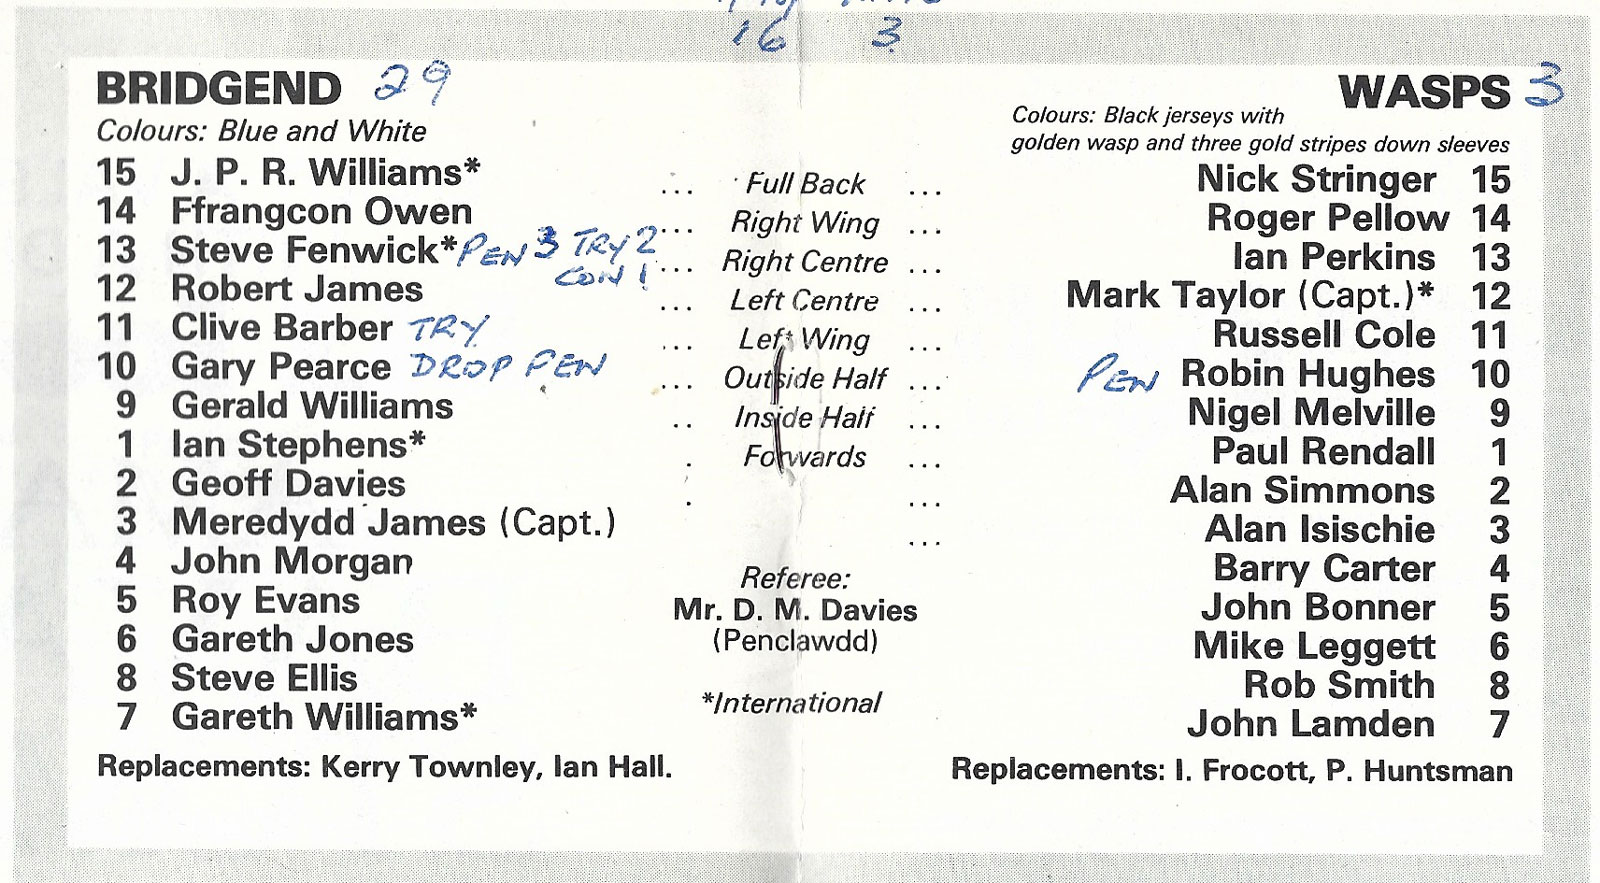 16 3
BRIDGEND 29
WASPS 3
Colours: Blue and White
Colours: Black jerseys with
golden wasp and three gold stripes down sleeves
15 J. P. R. Williams* ... Full Back ... Nick Stringer 15
14 Ffrangcon Owen ... Right Wing ... Roger Pellow 14
13 Steve Fenwick* PEN 3 TRY 2 ... Right Centre ... Ian Perkins 13
CON 1
12 Robert James ... Left Centre ... Mark Taylor (Capt.)* 12
11 Clive Barber TRY ... Left Wing ... Russell Cole 11
10 Gary Pearce DROP PEN ... Outside Half ... PEN Robin Hughes 10
9 Gerald Williams .. Inside Half ... Nigel Melville 9
1 Ian Stephens* . Forwards ... Paul Rendall 1
2 Geoff Davies . ... Alan Simmons 2
3 Meredydd James (Capt.) ... Alan Isischie 3
4 John Morgan Barry Carter 4
Referee:
5 Roy Evans Mr. D. M. Davies John Bonner 5
6 Gareth Jones (Penclawdd) Mike Leggett 6
8 Steve Ellis Rob Smith 8
*International
7 Gareth Williams* John Lamden 7
Replacements: Kerry Townley, Ian Hall.
Replacements: I. Frocott, P. Huntsman